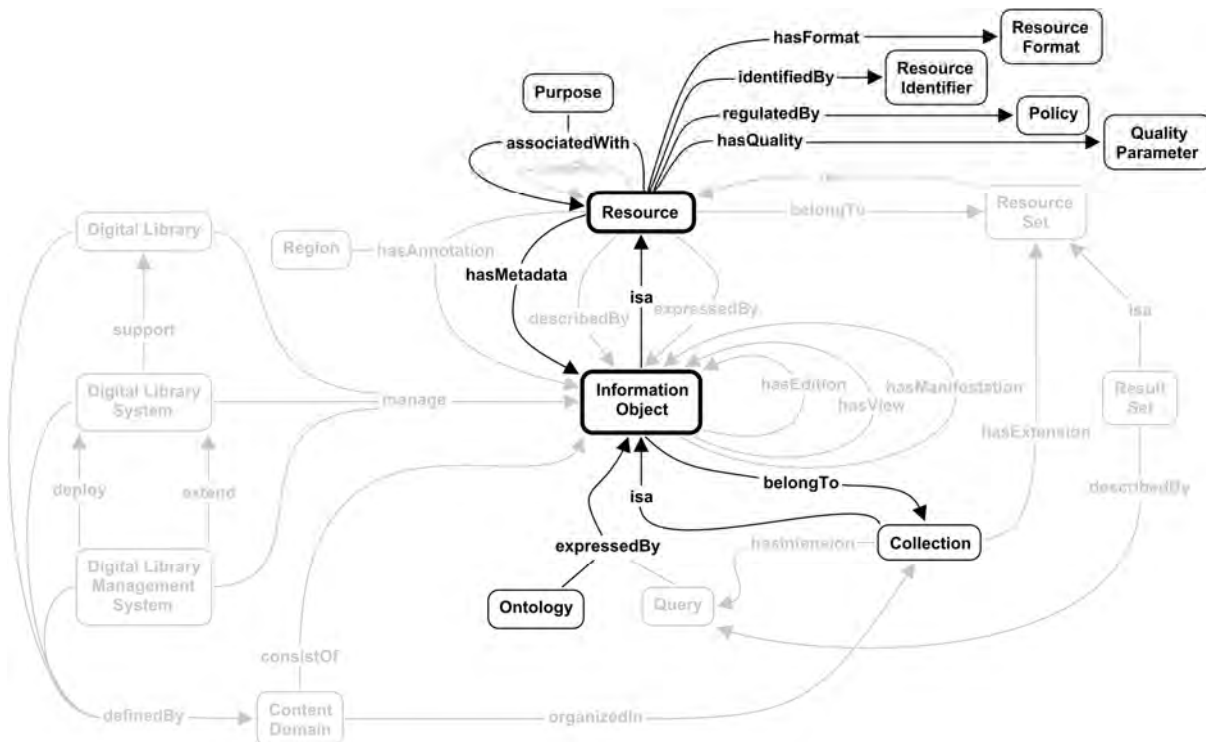 hasFormat
Resource
Format
identifiedBy
Resource
Identifier
Purpose
regulatedBy
Policy
associatedWith
hasQuality
Quality
Parameter
Resource
belongTo
Resource
Set
Digital Library
Region
hasAnnotation
hasMetadata
isa
describedBy
expressedBy
isa
support
Digital Library
System
manage
Information
Object
hasEdition
hasView
hasManifestation
Result
Set
hasExtension
deploy
extend
belongTo
isa
describedBy
expressedBy
hasIntension
Collection
Digital Library
Management
System
Ontology
Query
consistOf
definedBy
Content
Domain
organizedIn